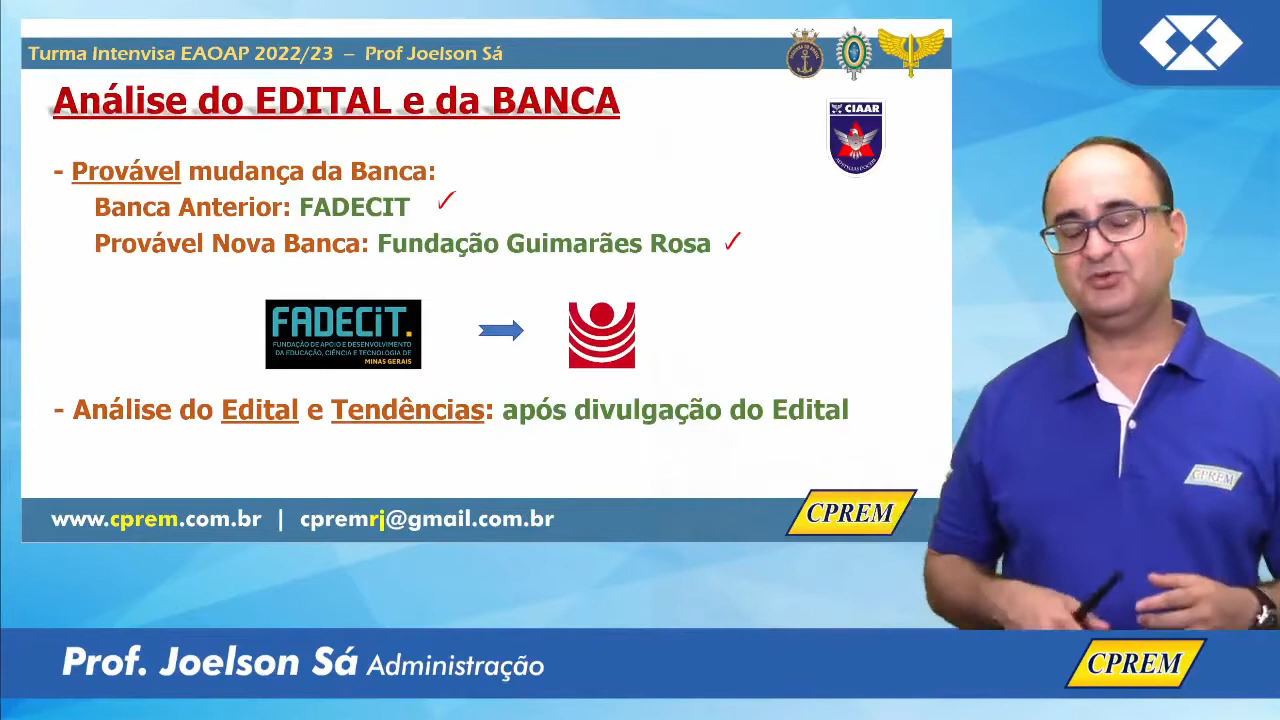 Turma Intenvisa EAOAP 2022/23 – Prof Joelson Sá
Análise do EDITAL e da BANCA
CIAAR
- Provável mudança da Banca:
Banca Anterior: FADECIT
Provável Nova Banca: Fundação Guimarães Rosa
FADECiT.
FUNDAÇÃO DE APOIO E DESENVOLVIMENTO
DA EDUCAÇÃO, CIÊNCIA E TECNOLOGIA DE
MINAS GERAIS
- Análise do Edital e Tendências: após divulgação do Edital
CPREM
www.cprem.com.br | cpremrj@gmail.com.br
CPREM
Prof. Joelson Sá Administração
CPREM